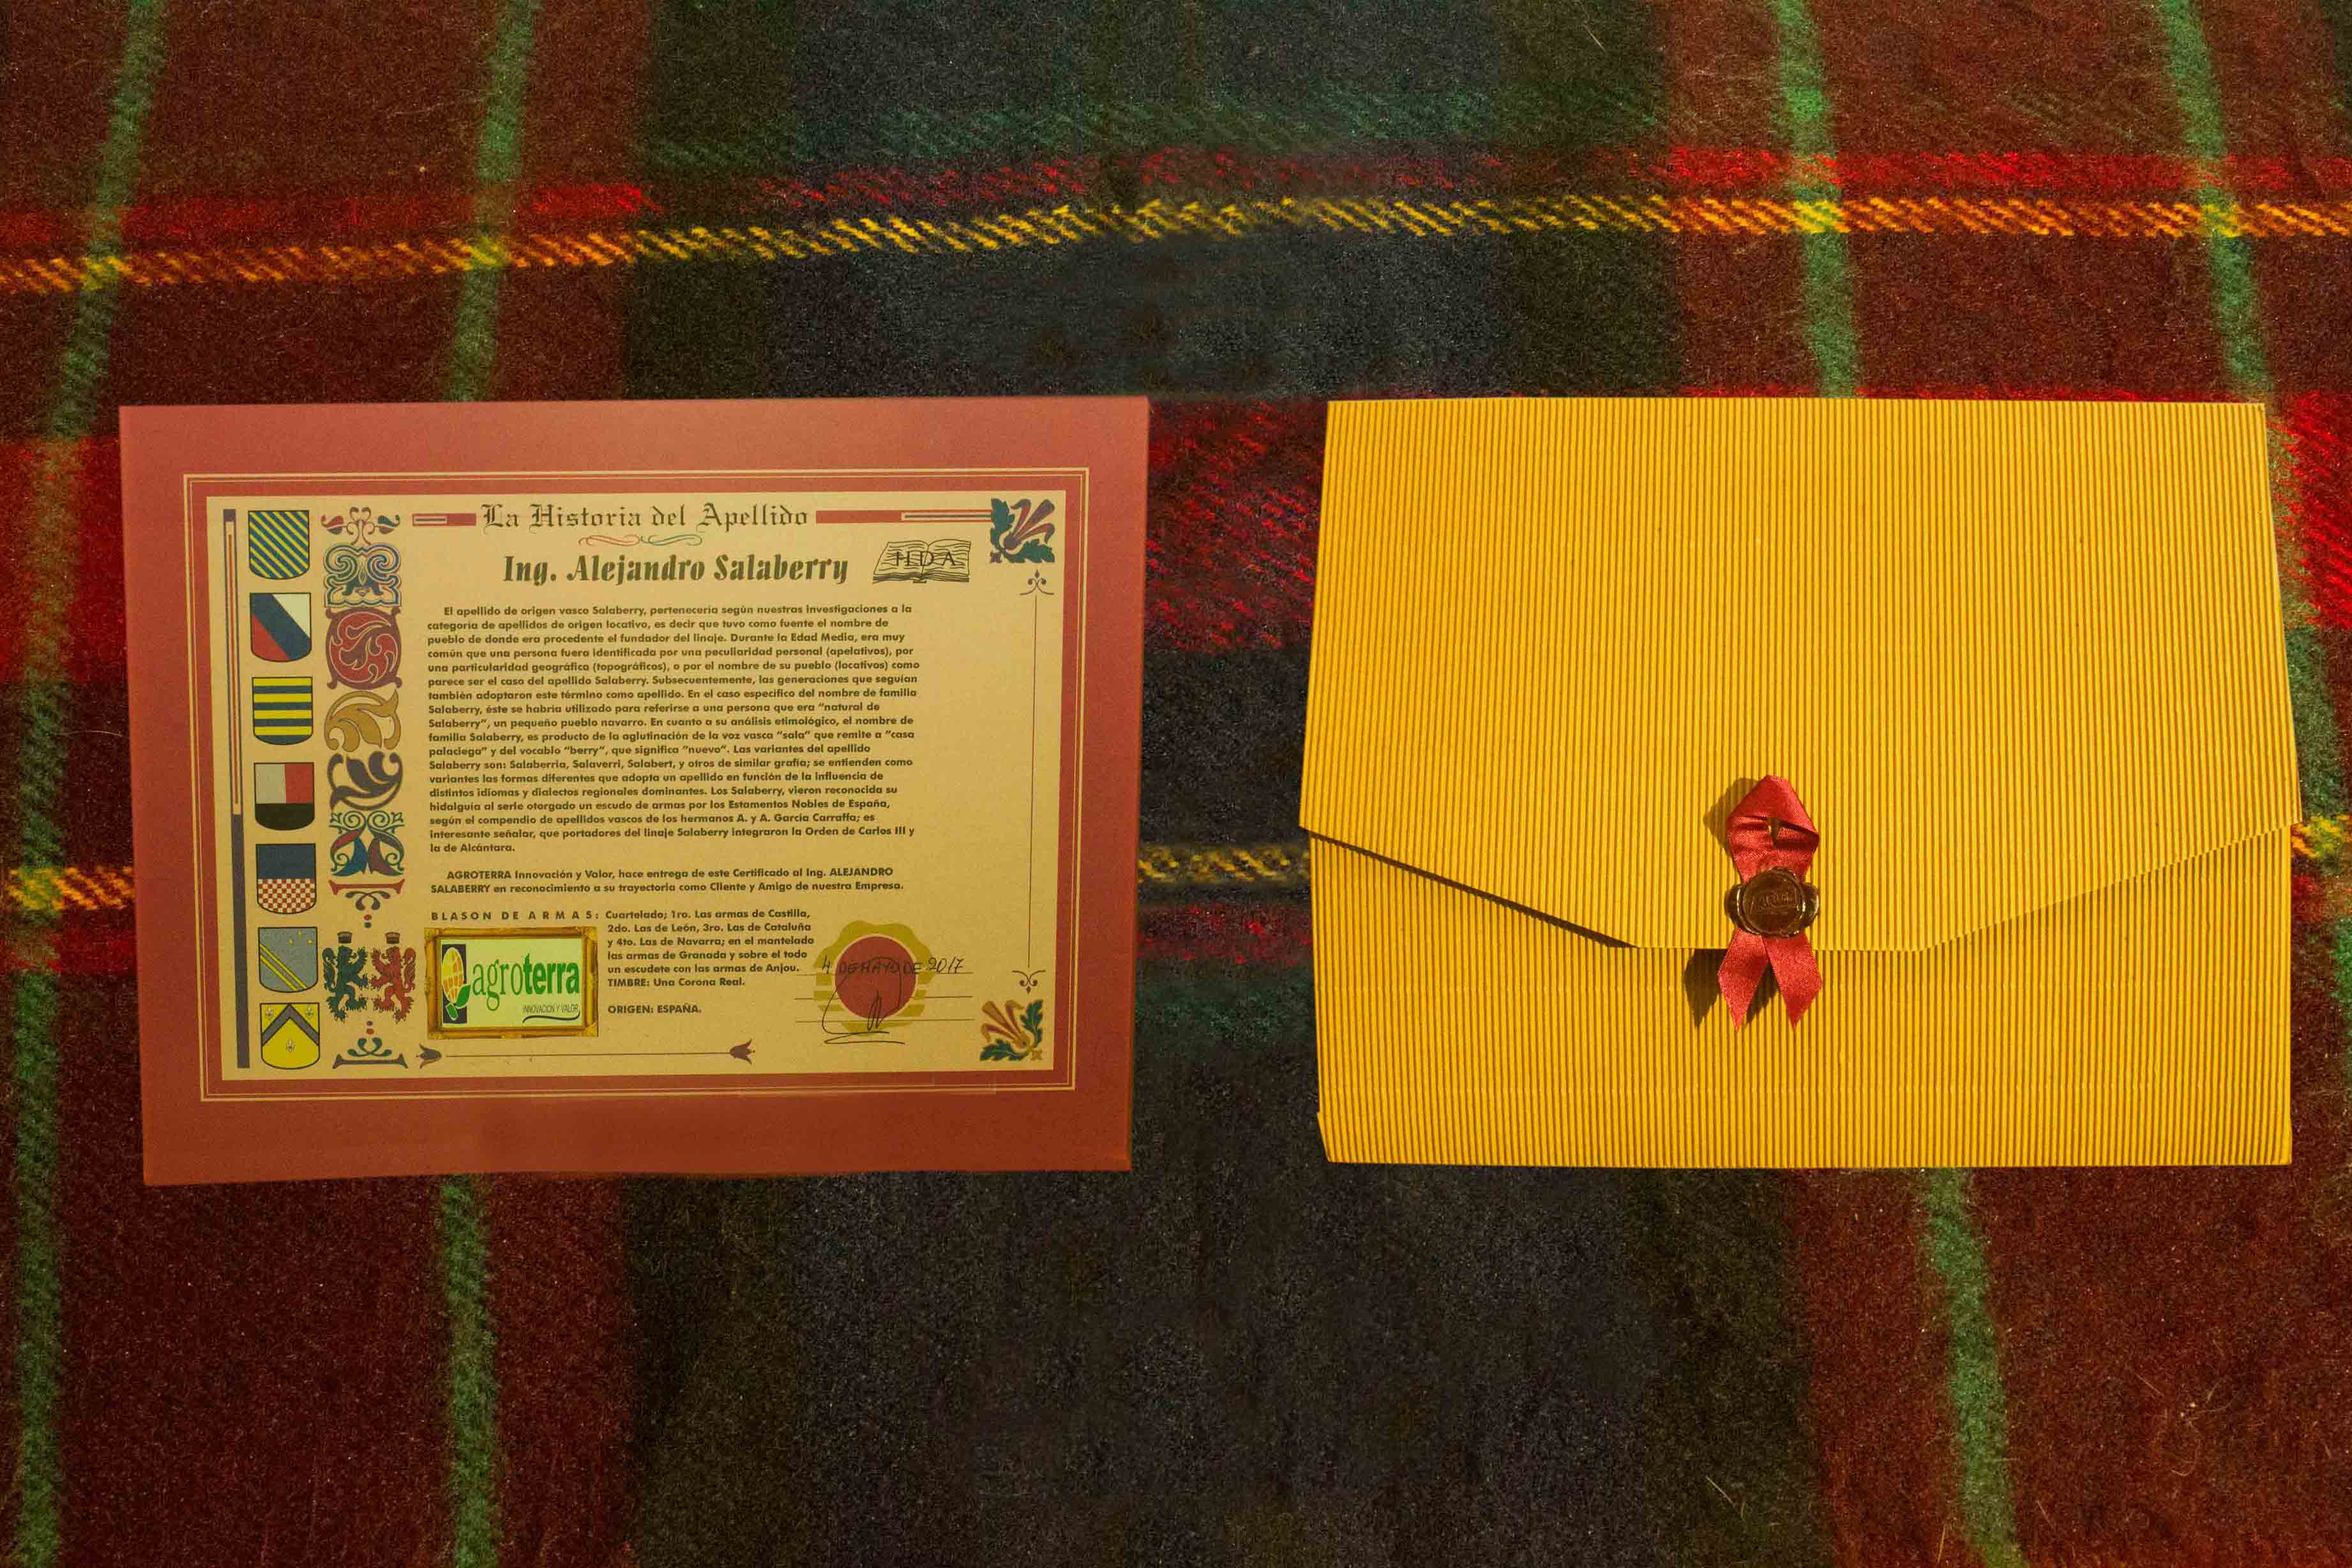 La Historia del Apellido
Ing. Alejandro Salaberry
HDA
El apellido de origen vasco Salaberry, pertenecería según nuestras investigaciones a la
categoría de apellidos de origen locativo, es decir que tuvo como fuente el nombre de
pueblo de donde era procedente el fundador del linaje. Durante la Edad Media, era muy
común que una persona fuera identificada por una peculiaridad personal (apelativos), por
una particularidad geográfica (topográficos), o por el nombre de su pueblo (locativos) como
parece ser el caso del apellido Salaberry. Subsecuentemente, las generaciones que seguían
también adoptaron este término como apellido. En el caso específico del nombre de familia
Salaberry, éste se habría utilizado para referirse a una persona que era "natural de
Salaberry", un pequeño pueblo navarro. En cuanto a su análisis etimológico, el nombre de
familia Salaberry, es producto de la aglutinación de la voz vasca "sala" que remite a "casa
palaciega" y del vocablo "berry", que significa "nuevo". Las variantes del apellido
Salaberry son: Salaberria, Salaverri, Salabert, y otros de similar grafía; se entienden como
variantes las formas diferentes que adopta un apellido en función de la influencia de
distintos idiomas y dialectos regionales dominantes. Los Salaberry, vieron reconocida su
hidalguía al serle otorgado un escudo de armas por los Estamentos Nobles de España,
según el compendio de apellidos vascos de los hermanos A. y A. García Carraffa; es
interesante señalar, que portadores del linaje Salaberry integraron la Orden de Carlos III y
la de Alcántara.
AGROTERRA Innovación y Valor, hace entrega de este Certificado al Ing. ALEJANDRO
SALABERRY en reconocimiento a su trayectoria como Cliente y Amigo de nuestra Empresa.
BLASON DE ARMAS: Cuartelado; 1ro. Las armas de Castilla,
2do. Las de León, 3ro. Las de Cataluña
y 4to. Las de Navarra; en el mantelado
las armas de Granada y sobre el todo
un escudete con las armas de Anjou.
TIMBRE: Una Corona Real.
ORIGEN: ESPAÑA.
agroterra
INNOVACION Y VALOR
4 DE MAYO DE 2017